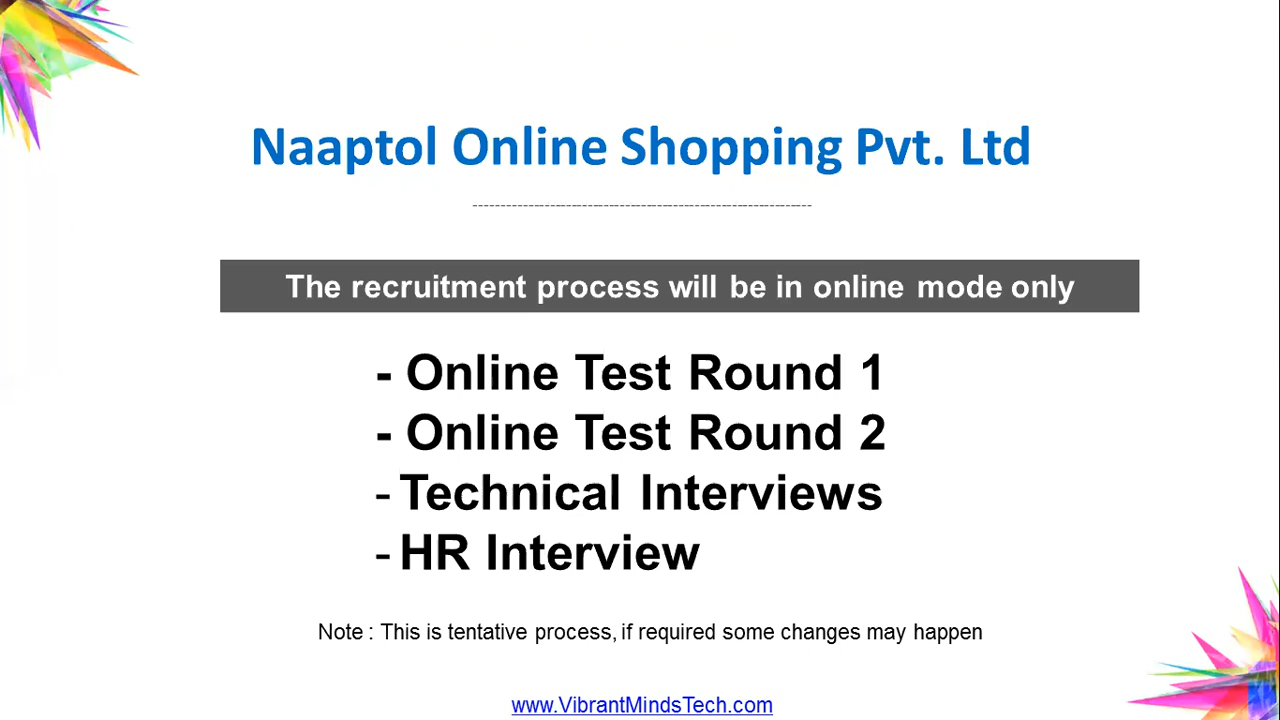 Naaptol Online Shopping Pvt. Ltd
-------------------------------------------------------------
The recruitment process will be in online mode only
- Online Test Round 1
- Online Test Round 2
- Technical Interviews
- HR Interview
Note : This is tentative process, if required some changes may happen
www.VibrantMindsTech.com